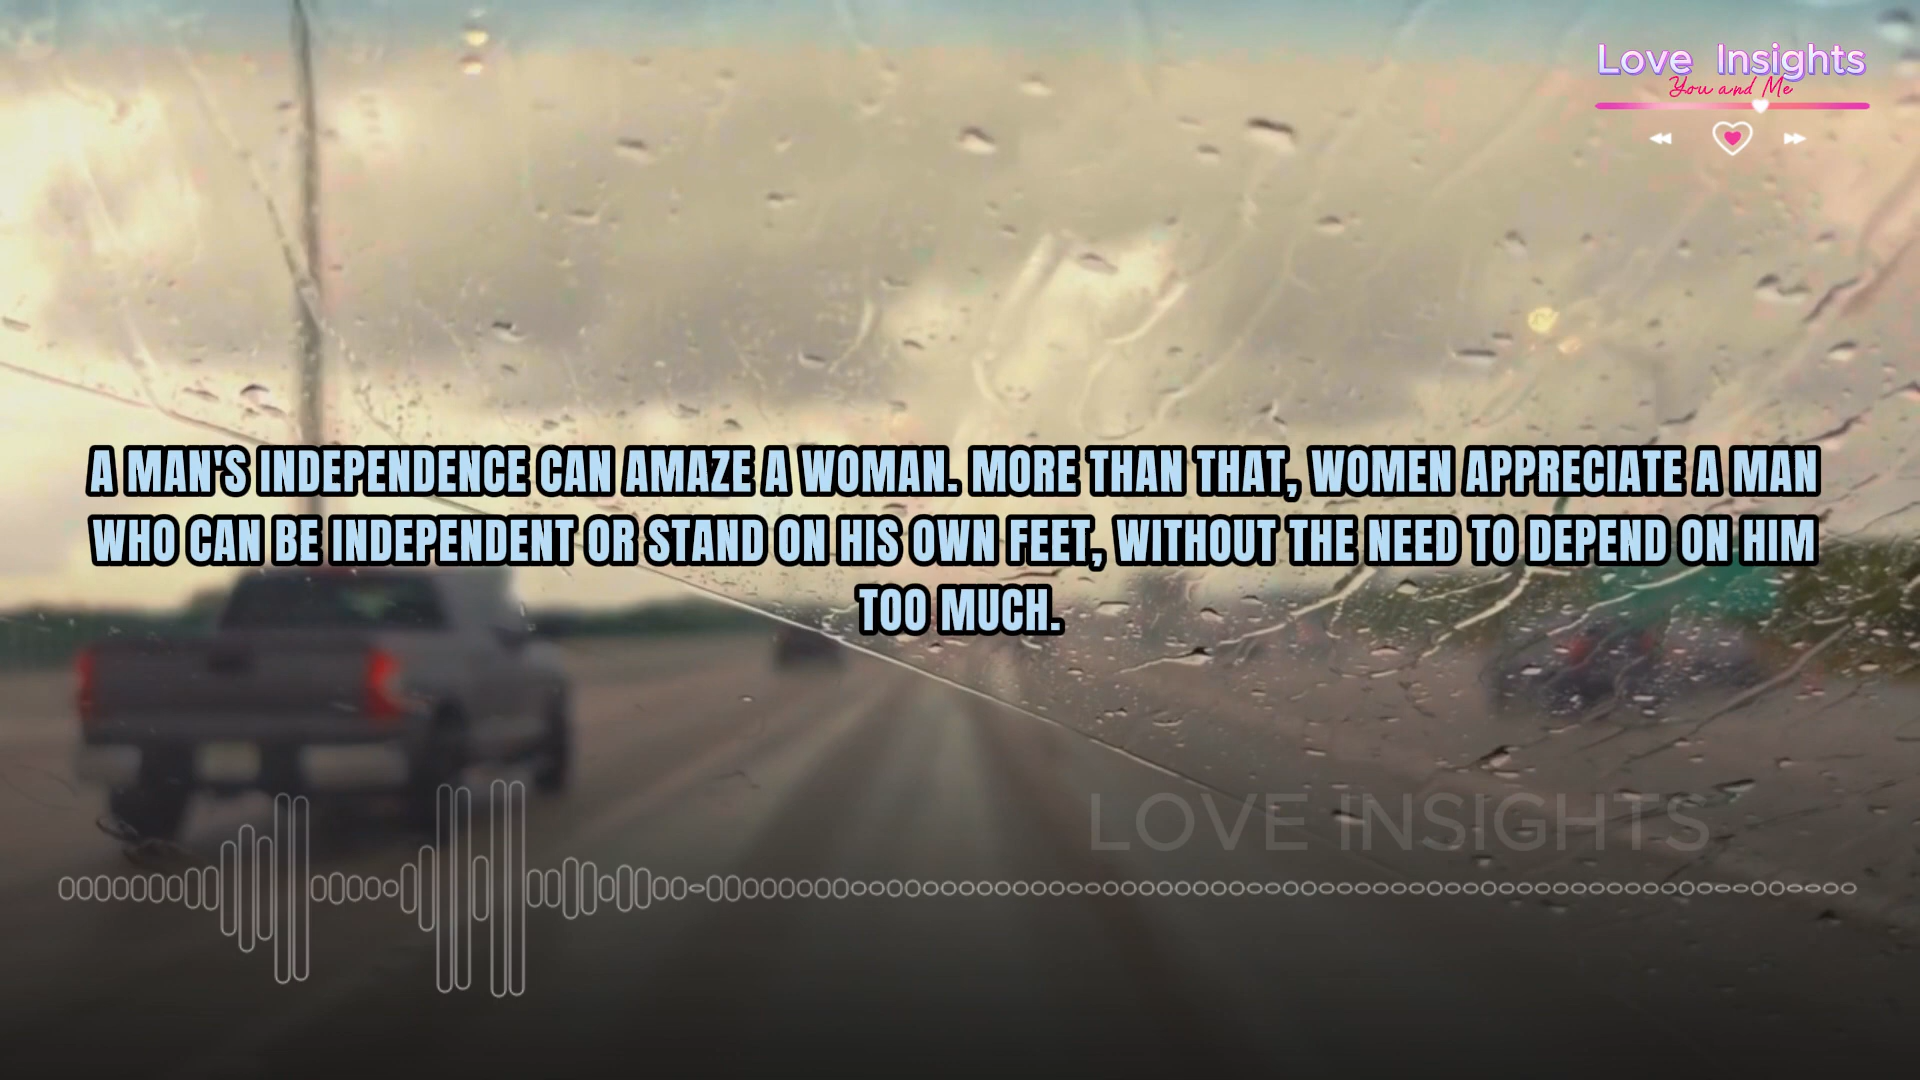 Love Insights
You and Me
A MAN'S INDEPENDENCE CAN AMAZE A WOMAN. MORE THAN THAT, WOMEN APPRECIATE A MAN
WHO CAN BE INDEPENDENT OR STAND ON HIS OWN FEET, WITHOUT THE NEED TO DEPEND ON HIM
TOO MUCH.
LOVE INSIGHTS